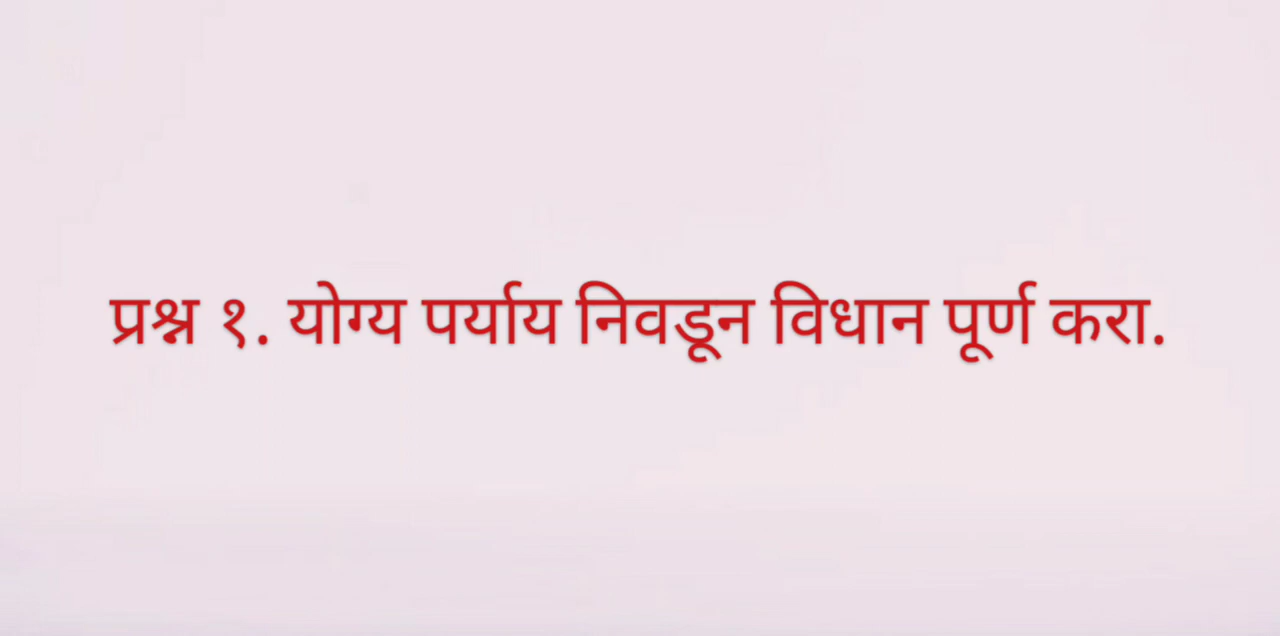 प्रश्न १. योग्य पर्याय निवडून विधान पूर्ण करा.